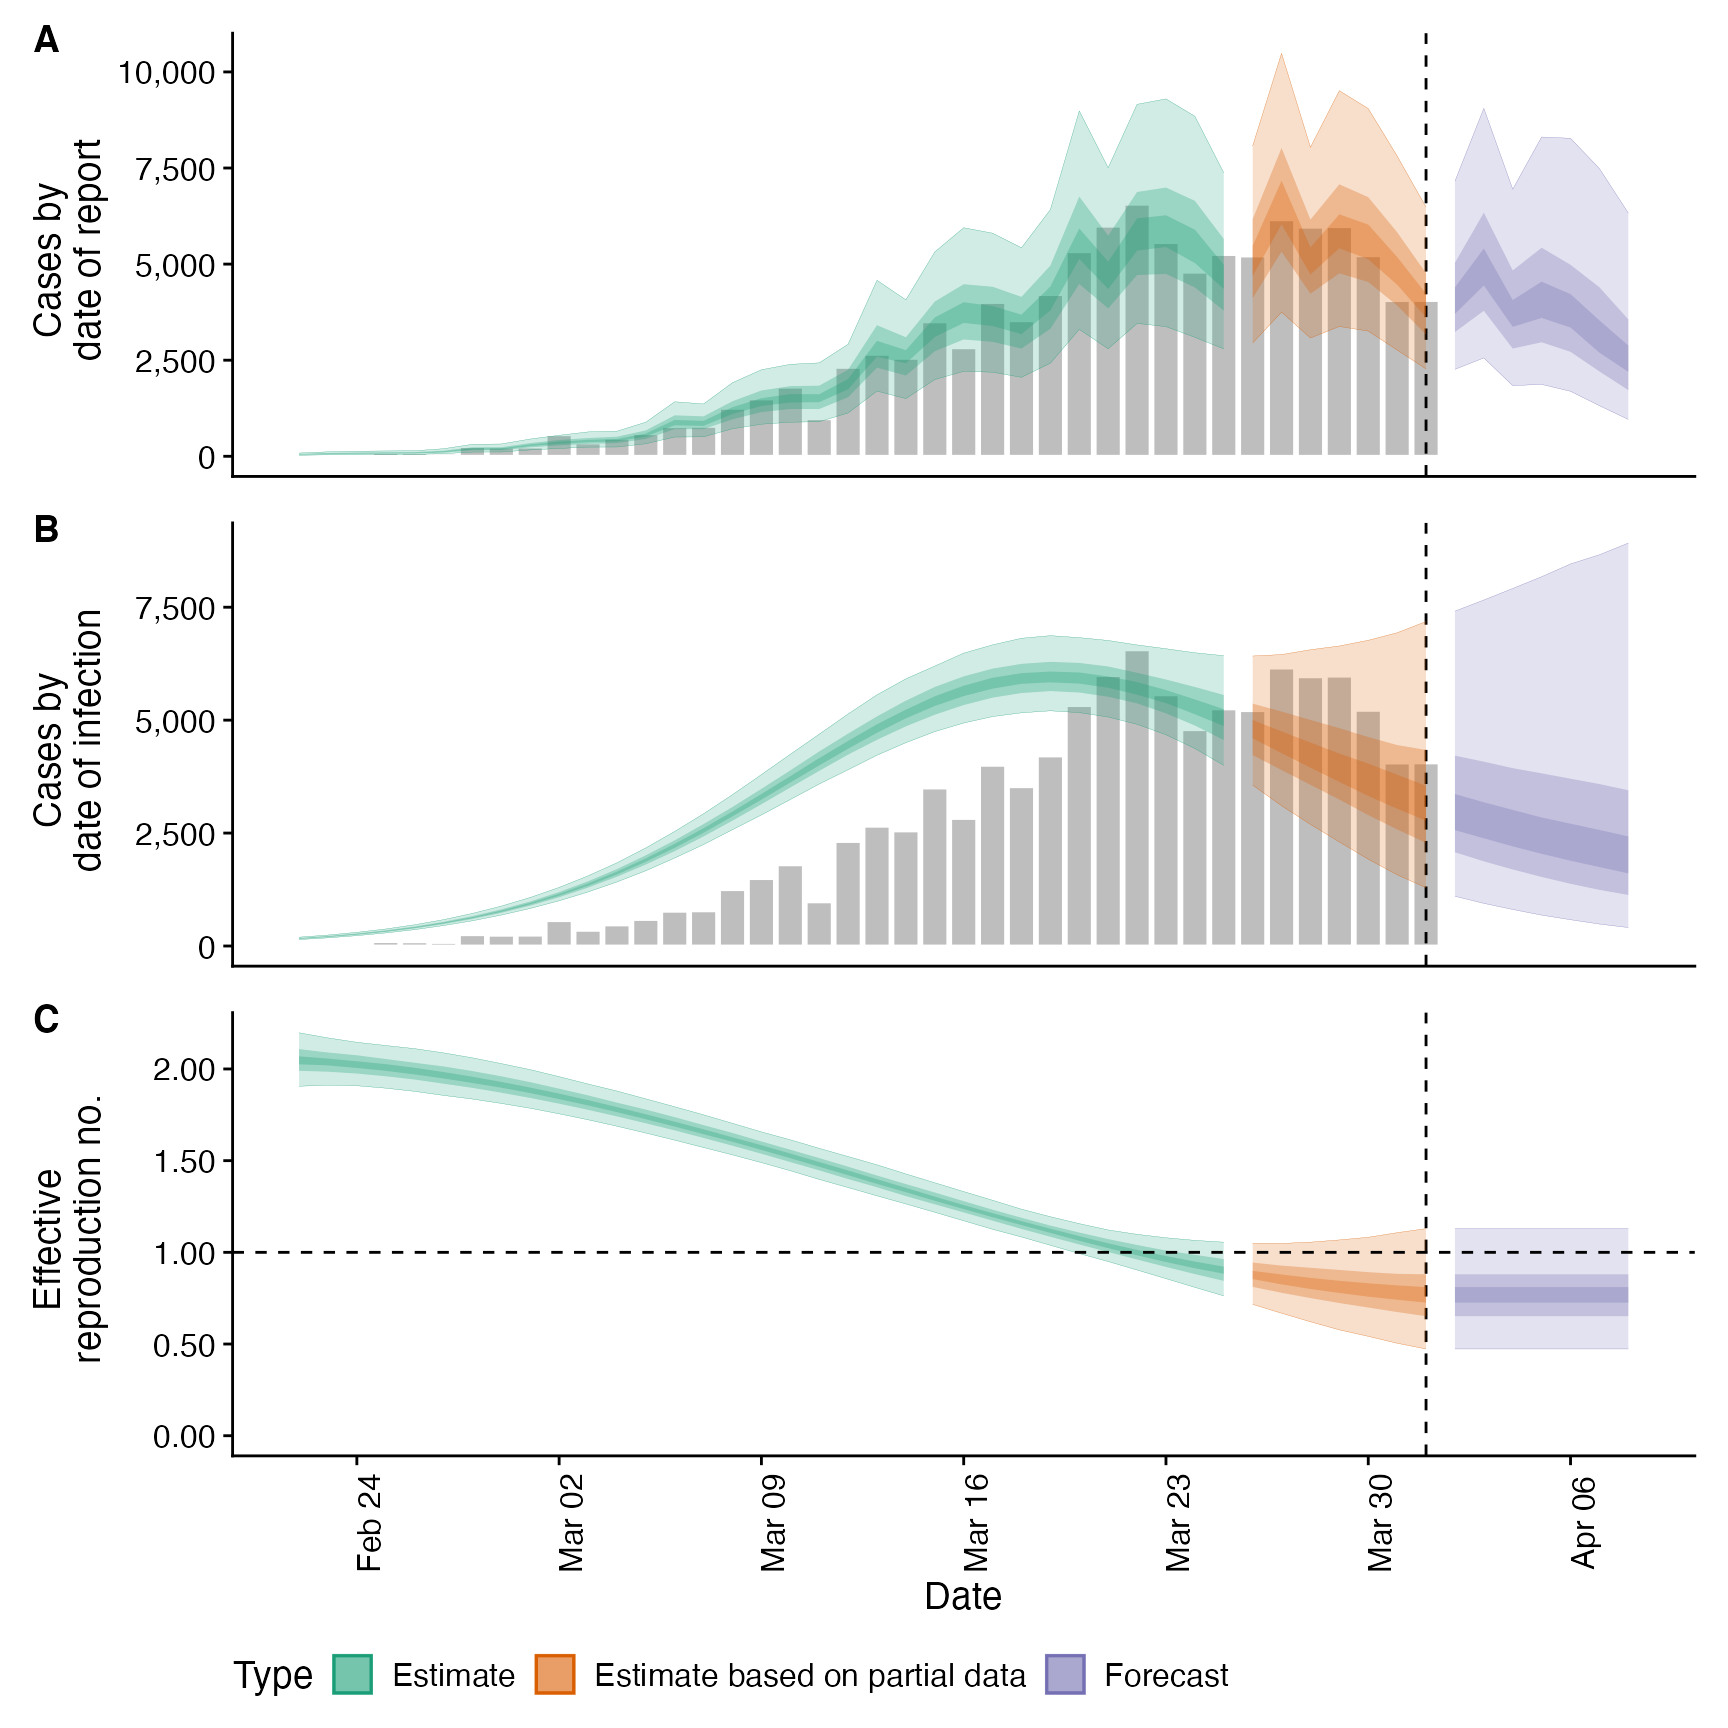 A
Cases by
date of report
10,000
7,500
5,000
2,500
0
B
Cases by
date of infection
7,500
5,000
2,500
0
C
Effective
reproduction no.
2.00
1.50
1.00
0.50
0.00
Feb 24
Mar 02
Mar 09
Mar 16
Mar 23
Mar 30
Apr 06
Date
Type Estimate Estimate based on partial data Forecast